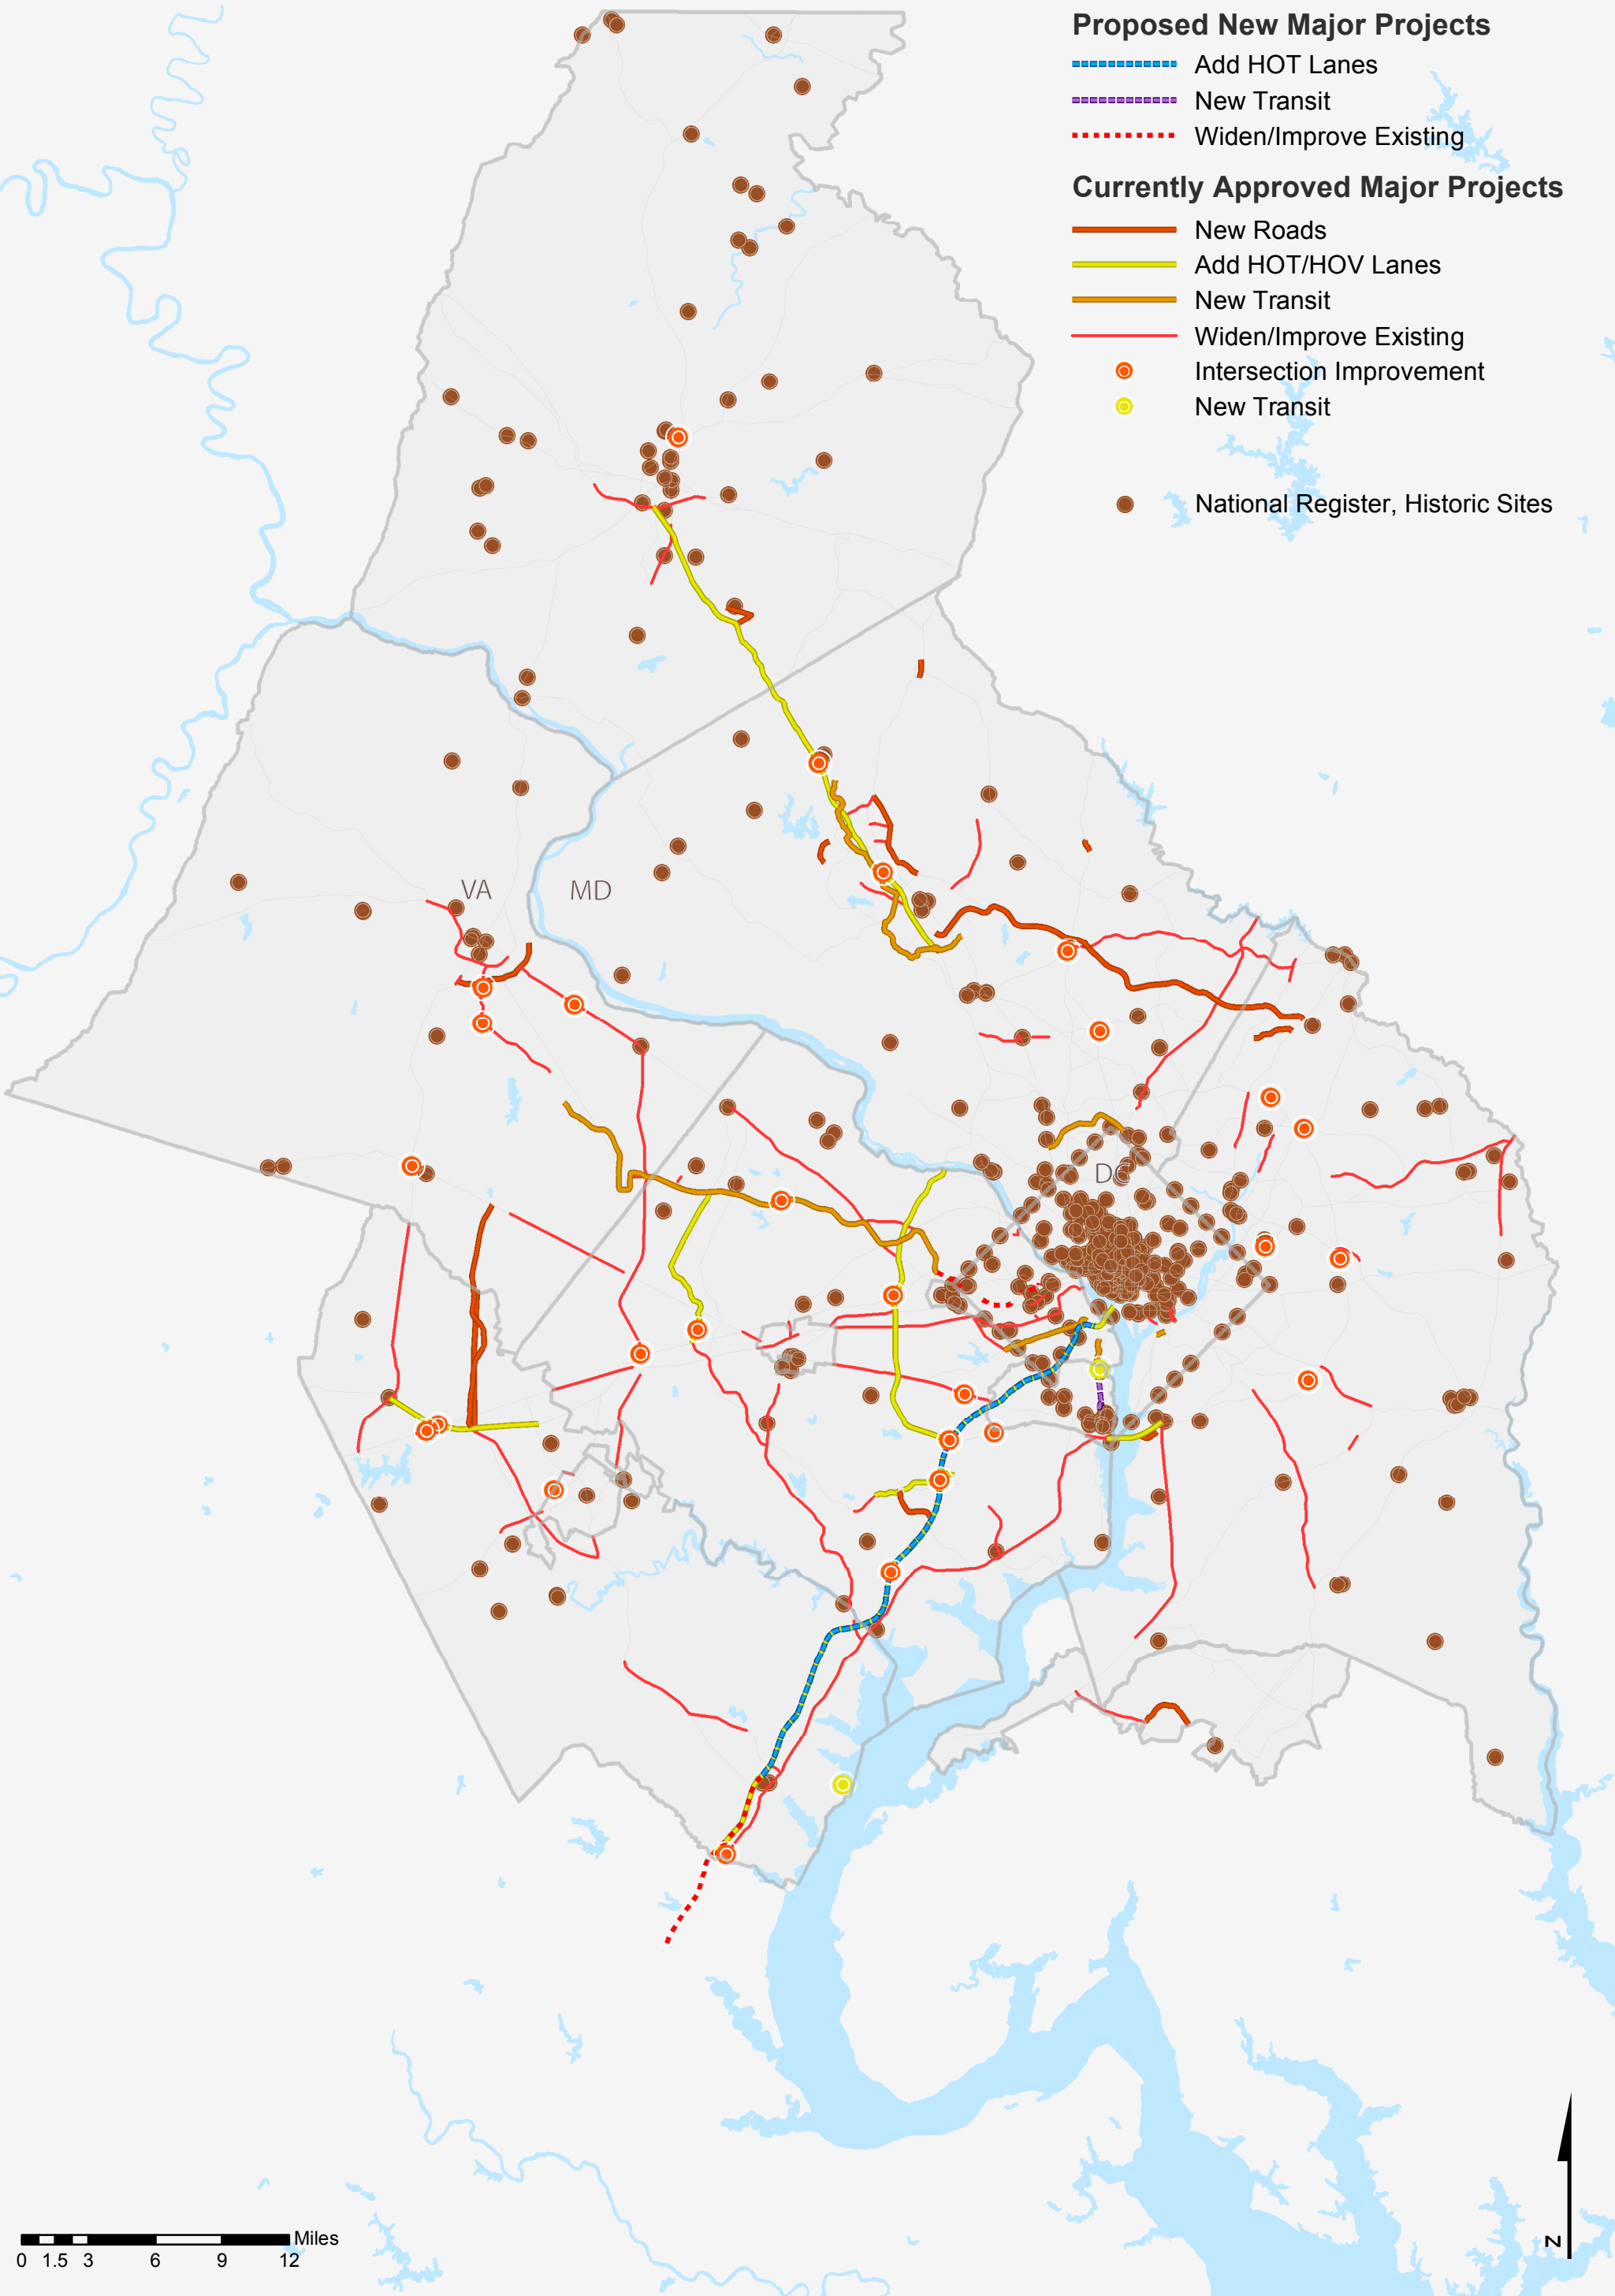 Proposed New Major Projects
Add HOT Lanes
New Transit
Widen/Improve Existing
Currently Approved Major Projects
New Roads
Add HOT/HOV Lanes
New Transit
Widen/Improve Existing
Intersection Improvement
New Transit
National Register, Historic Sites
VA
MD
DC
Miles
0 1.5 3 6 9 12
N